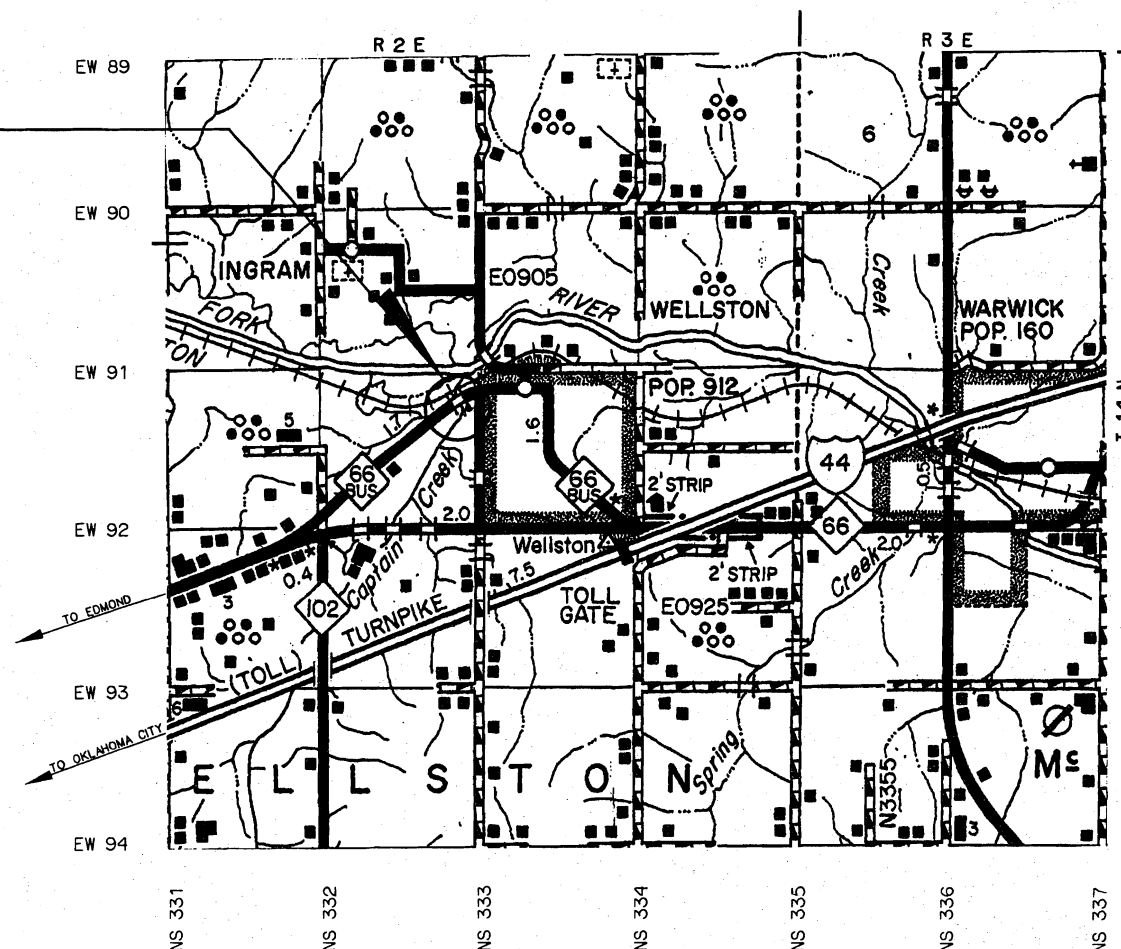 R 2 E
R 3 E
EW 89
6
EW 90
INGRAM
E0905
RIVER
WELLSTON
Creek
WARWICK
POP. 160
FORK
TON
EW 91
POP. 912
1.7
5
1.6
66
BUS
66
BUS
44
0.5
2' STRIP
Creek
2.0
66
2.0
EW 92
Wellston
2' STRIP
Captain
0.4
7.5
TOLL
GATE
Creek
TO EDMOND
3
102
TURNPIKE
E0925
(TOLL)
EW 93
6
TO OKLAHOMA CITY
Spring
E L L S T O N
Mc
N3355
3
EW 94
NS 331
NS 332
NS 333
NS 334
NS 335
NS 336
NS 337